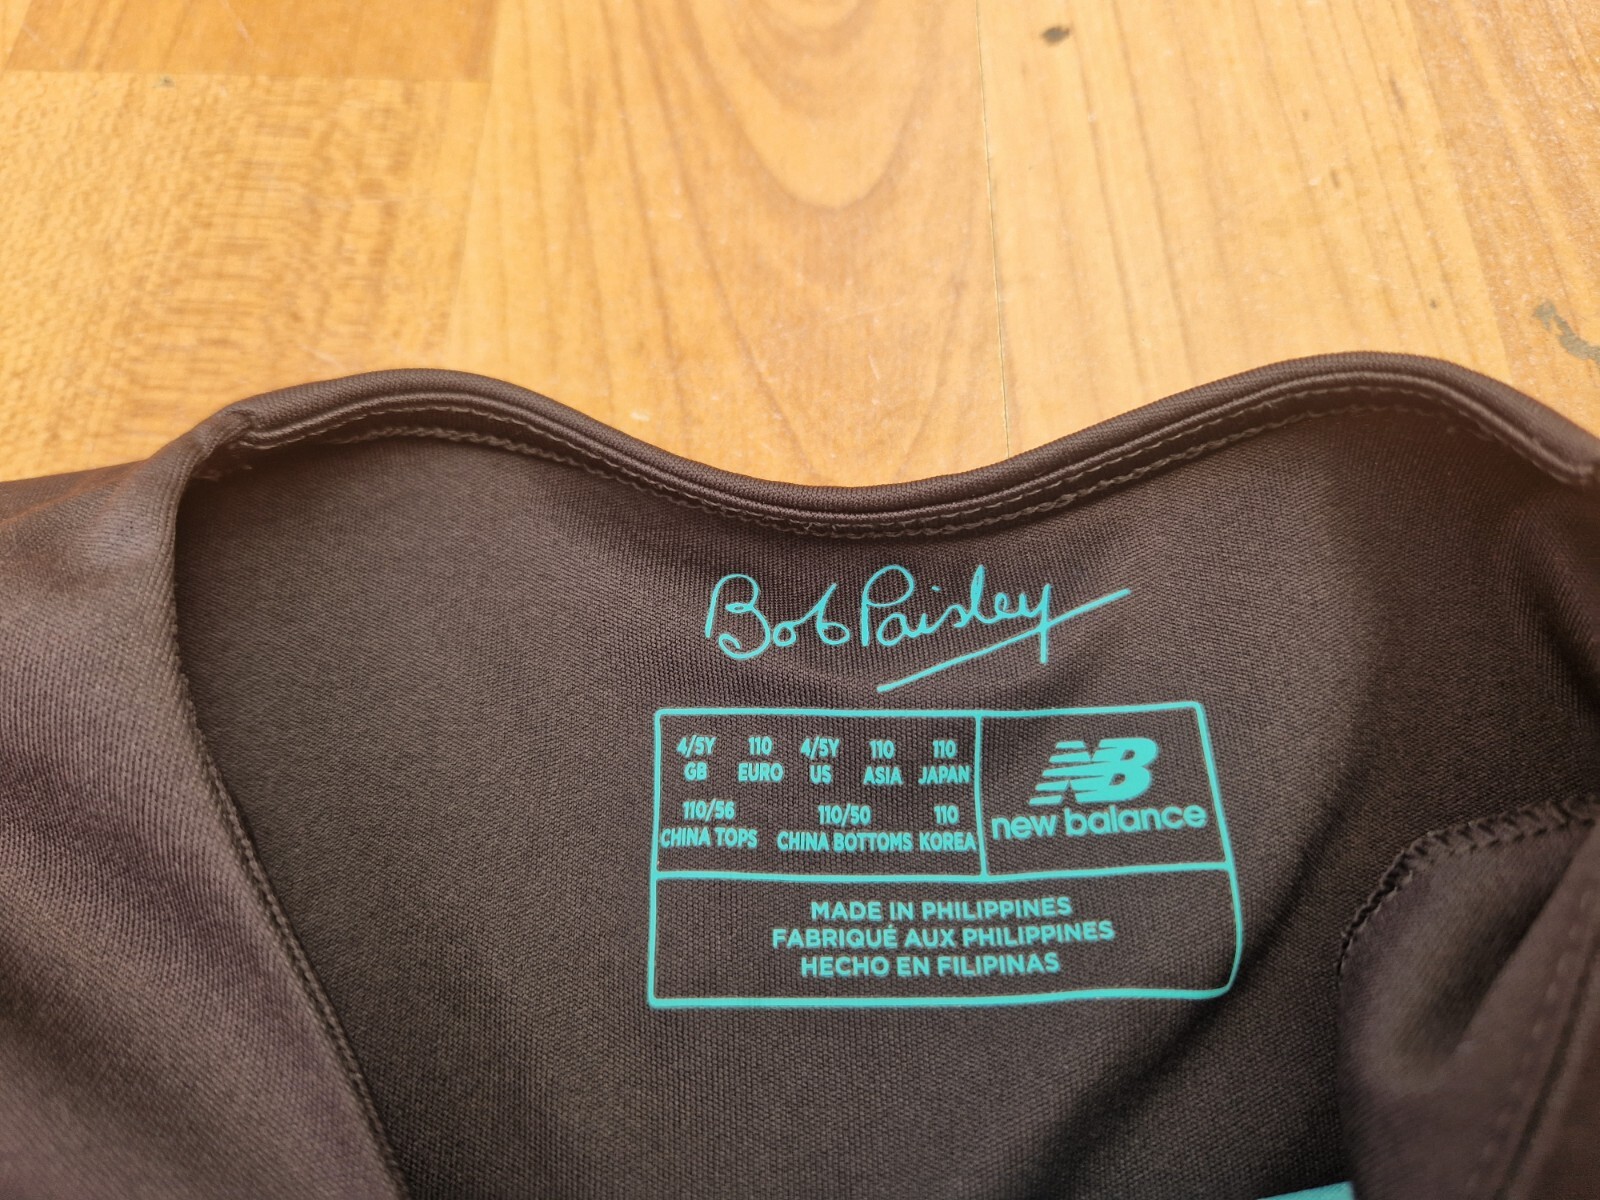 Bob Paisley
4/5Y 110 4/5Y 110 110
GB EURO US ASIA JAPAN
110/56 110/50 110
CHINA TOPS CHINA BOTTOMS KOREA
NB
new balance
MADE IN PHILIPPINES
FABRIQUÉ AUX PHILIPPINES
HECHO EN FILIPINAS